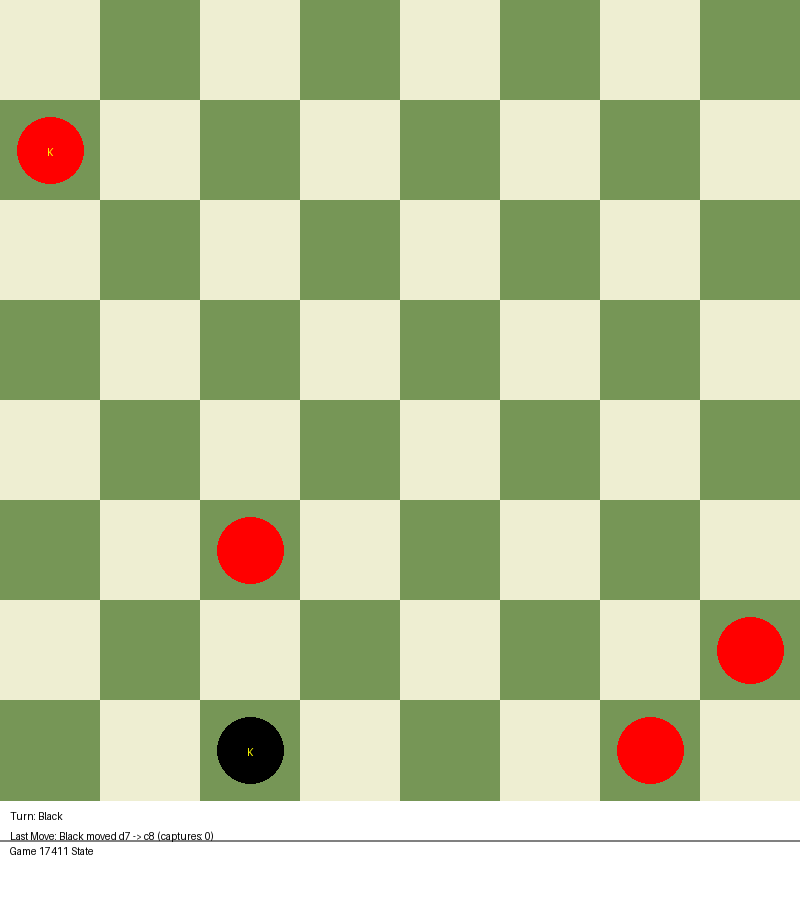 K
K
Turn: Black
Last Move: Black moved d7 -> c8 (captures: 0)
Game 17411 State